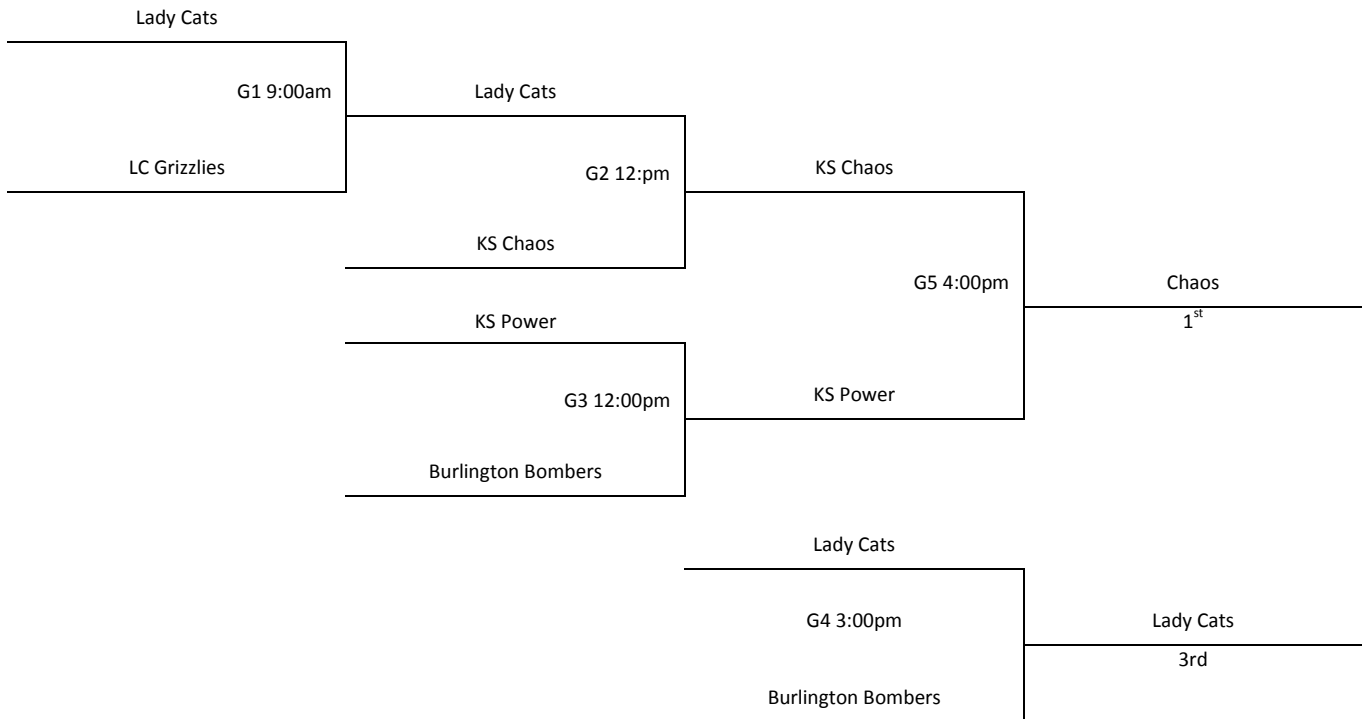 Lady Cats
G1 9:00am
Lady Cats
LC Grizzlies
G2 12:pm
KS Chaos
KS Chaos
G5 4:00pm
Chaos
1st
KS Power
G3 12:00pm
KS Power
Burlington Bombers
Lady Cats
G4 3:00pm
Lady Cats
3rd
Burlington Bombers